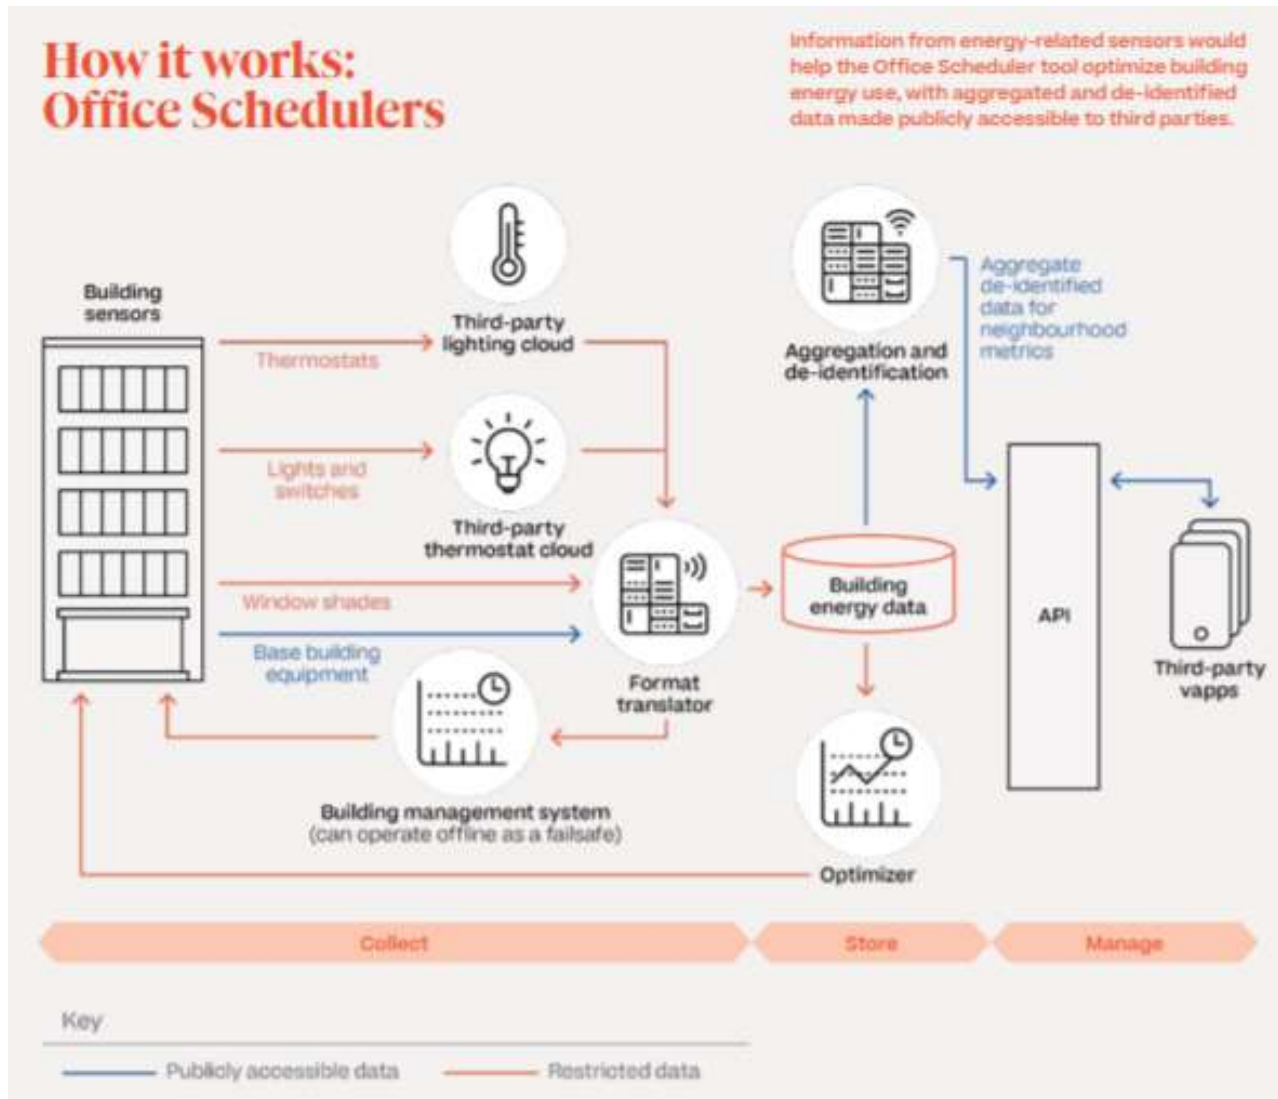 How it works:
Office Schedulers
Information from energy-related sensors would
help the Office Scheduler tool optimize building
energy use, with aggregated and de-identified
data made publicly accessible to third parties.
Building
sensors
Thermostats
Third-party
lighting cloud
Lights and
switches
Third-party
thermostat cloud
Window shades
Base building
equipment
Format
translator
Building management system
(can operate offline as a failsafe)
Aggregation and
de-identification
Aggregate
de-identified
data for
neighbourhood
metrics
Building
energy data
Optimizer
API
Third-party
vapps
Collect
Store
Manage
Key
Publicly accessible data
Restricted data